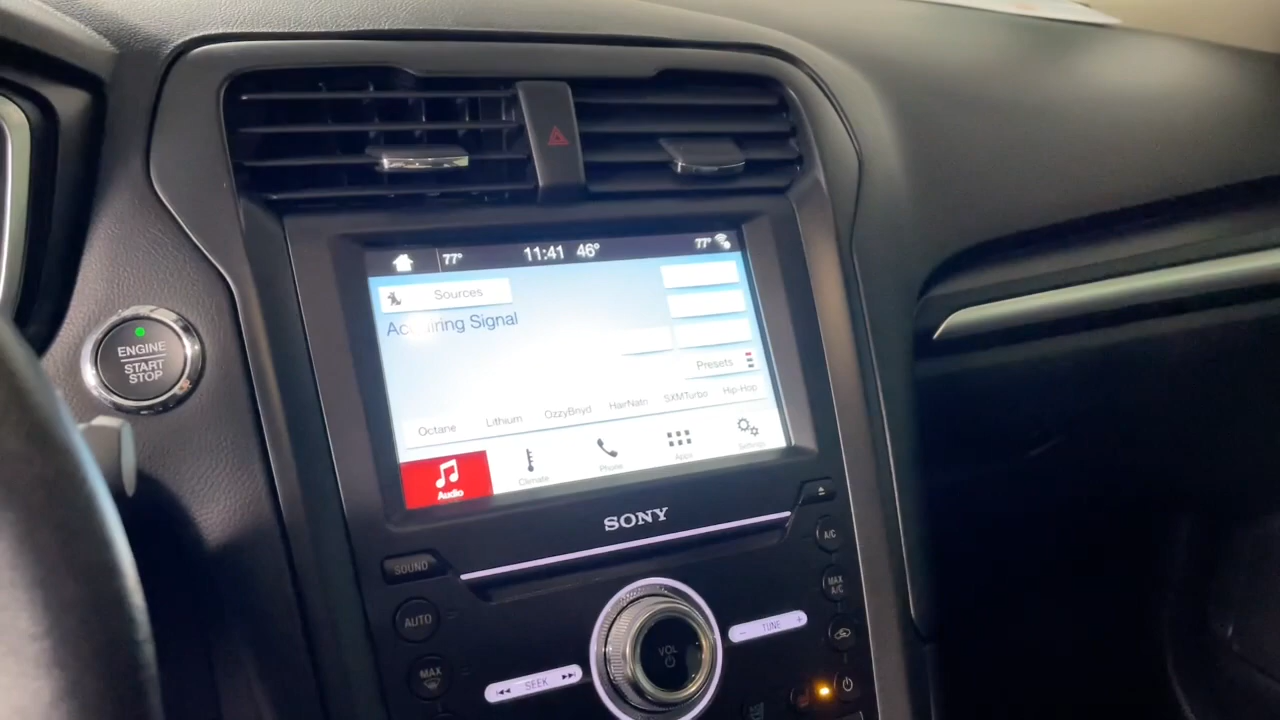 77° 11:41 46° 77°
Sources
Acquiring Signal
Presets
Octane Lithium OzzyBnyd HairNatn SXMTurbo Hip-Hop
Audio Climate Phone Apps Settings
ENGINE
START
STOP
SONY
SOUND
A/C
AUTO
MAX
A/C
VOL
- TUNE +
MAX
SEEK